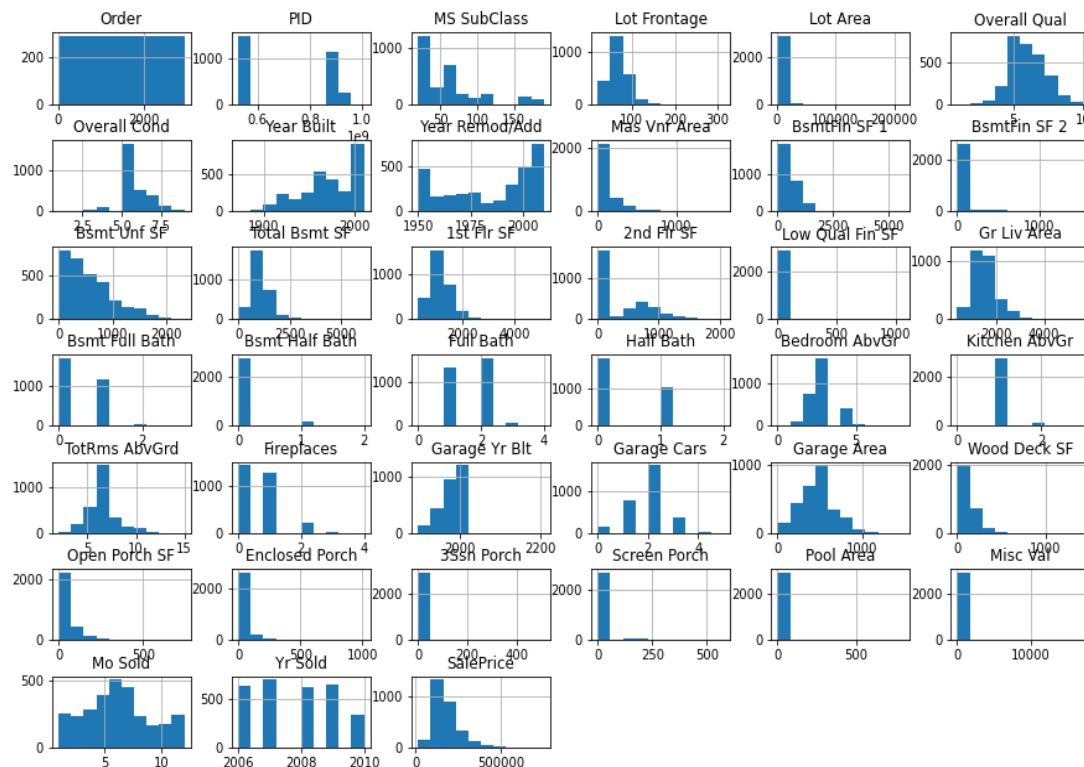 Order PID MS SubClass Lot Frontage Lot Area Overall Qual
200 0 0 2000
1000 0 0.6 0.8 1.0 1e9
1000 0 50 100 150
1000 0 100 200 300
2000 0 0 100000 200000
500 0 5 10
Overall Cond Year Built Year Remod/Add Mas Vnr Area BsmtFin SF 1 BsmtFin SF 2
1000 0 2.5 5.0 7.5
500 0 1900 2000
500 0 1950 1975 2000
2000 1000 0 0 1000
1000 0 0 2500 5000
2000 0 0 1000
Bsmt Unf SF Total Bsmt SF 1st Flr SF 2nd Flr SF Low Qual Fin SF Gr Liv Area
500 0 0 1000 2000
1000 0 0 2500 5000
1000 0 2000 4000
1000 0 0 1000 2000
2000 0 0 500 1000
1000 0 2000 4000
Bsmt Full Bath Bsmt Half Bath Full Bath Half Bath Bedroom AbvGr Kitchen AbvGr
1000 0 0 2
2000 0 0 1 2
1000 0 0 2 4
1000 0 0 1 2
1000 0 0 5
2000 0 0 2
TotRms AbvGrd Fireplaces Garage Yr Blt Garage Cars Garage Area Wood Deck SF
1000 0 5 10 15
1000 0 0 2 4
1000 0 2000 2200
1000 0 0 2 4
1000 500 0 0 1000
2000 1000 0 0 1000
Open Porch SF Enclosed Porch 3Ssn Porch Screen Porch Pool Area Misc Val
2000 1000 0 0 500
2000 0 0 500 1000
2000 0 0 200 400
2000 0 0 250 500
2000 0 0 500
2000 0 0 10000
Mo Sold Yr Sold SalePrice
500 250 0 5 10
500 0 2006 2008 2010
1000 0 0 500000